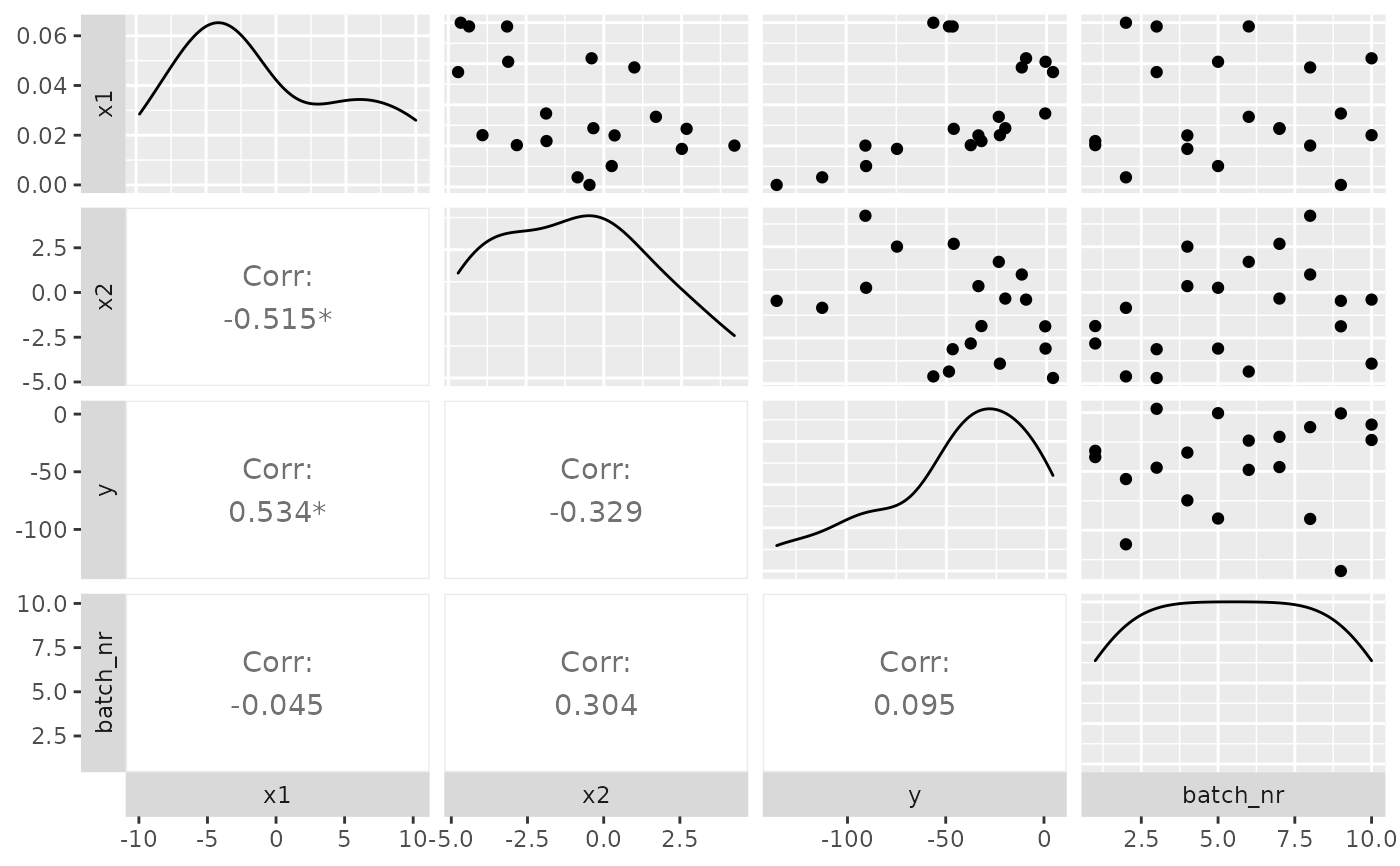 0.06
0.04
0.02
0.00
x1
2.5
0.0
-2.5
-5.0
x2
Corr:
-0.515*
0
-50
-100
y
Corr:
0.534*
Corr:
-0.329
10.0
7.5
5.0
2.5
batch_nr
Corr:
-0.045
Corr:
0.304
Corr:
0.095
x1
x2
y
batch_nr
-10 -5 0 5 10
-5.0 -2.5 0.0 2.5
-100 -50 0
2.5 5.0 7.5 10.0